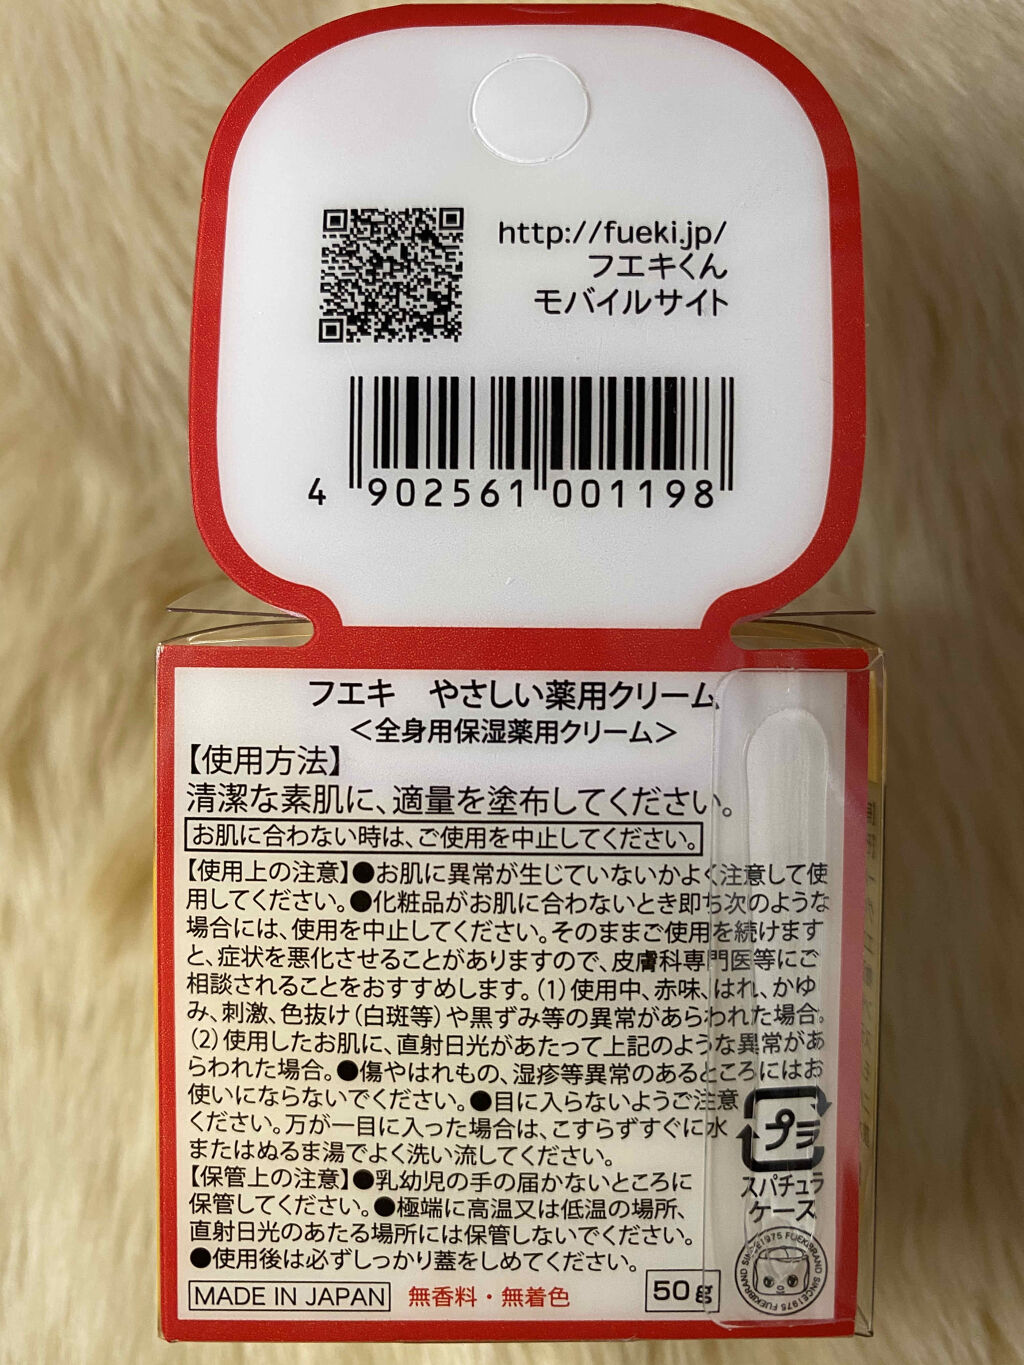 http://fueki.jp/
フエキくん
モバイルサイト
4 902561 001198
フエキ やさしい薬用クリーム
＜全身用保湿薬用クリーム＞
【使用方法】
清潔な素肌に、適量を塗布してください。
お肌に合わない時は、ご使用を中止してください。
【使用上の注意】●お肌に異常が生じていないかよく注意して使
用してください。●化粧品がお肌に合わないとき即ち次のような
場合には、使用を中止してください。そのままご使用を続けます
と、症状を悪化させることがありますので、皮膚科専門医等にご
相談されることをおすすめします。（1）使用中、赤味、はれ、かゆ
み、刺激、色抜け（白斑等）や黒ずみ等の異常があらわれた場合。
（2）使用したお肌に、直射日光があたって上記のような異常があ
らわれた場合。●傷やはれもの、湿疹等異常のあるところにはお
使いにならないでください。●目に入らないようご注意
ください。万が一目に入った場合は、こすらずすぐに水
またはぬるま湯でよく洗い流してください。
【保管上の注意】●乳幼児の手の届かないところに
保管してください。●極端に高温又は低温の場所、
直射日光のあたる場所には保管しないでください。
●使用後は必ずしっかり蓋をしめてください。
プラ
スパチュラ
ケース
MADE IN JAPAN 無香料・無着色 50g
FUEKIBRAND SINCE1975 FUEKIBRAND SINCE1975